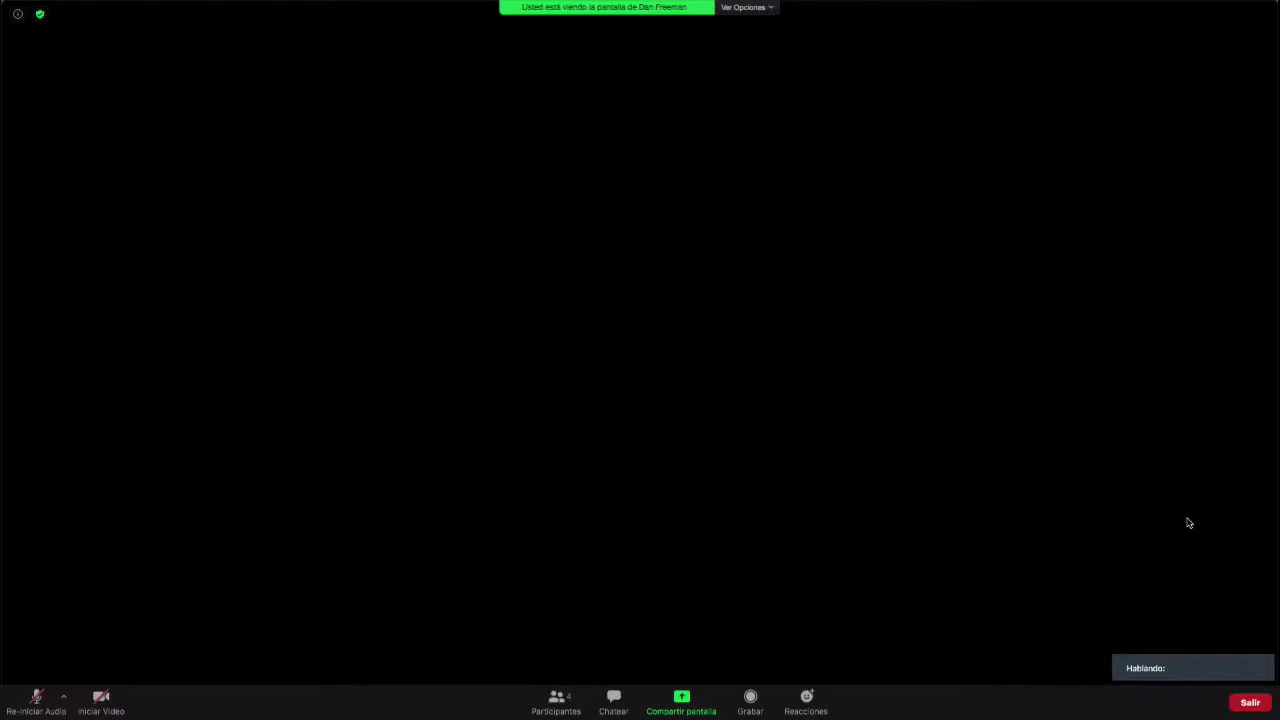 Usted está viendo la pantalla de Dan Freeman
Ver Opciones
Hablando:
4
Re-iniciar Audio
Iniciar Video
Participantes
Chatear
Compartir pantalla
Grabar
Reacciones
Salir